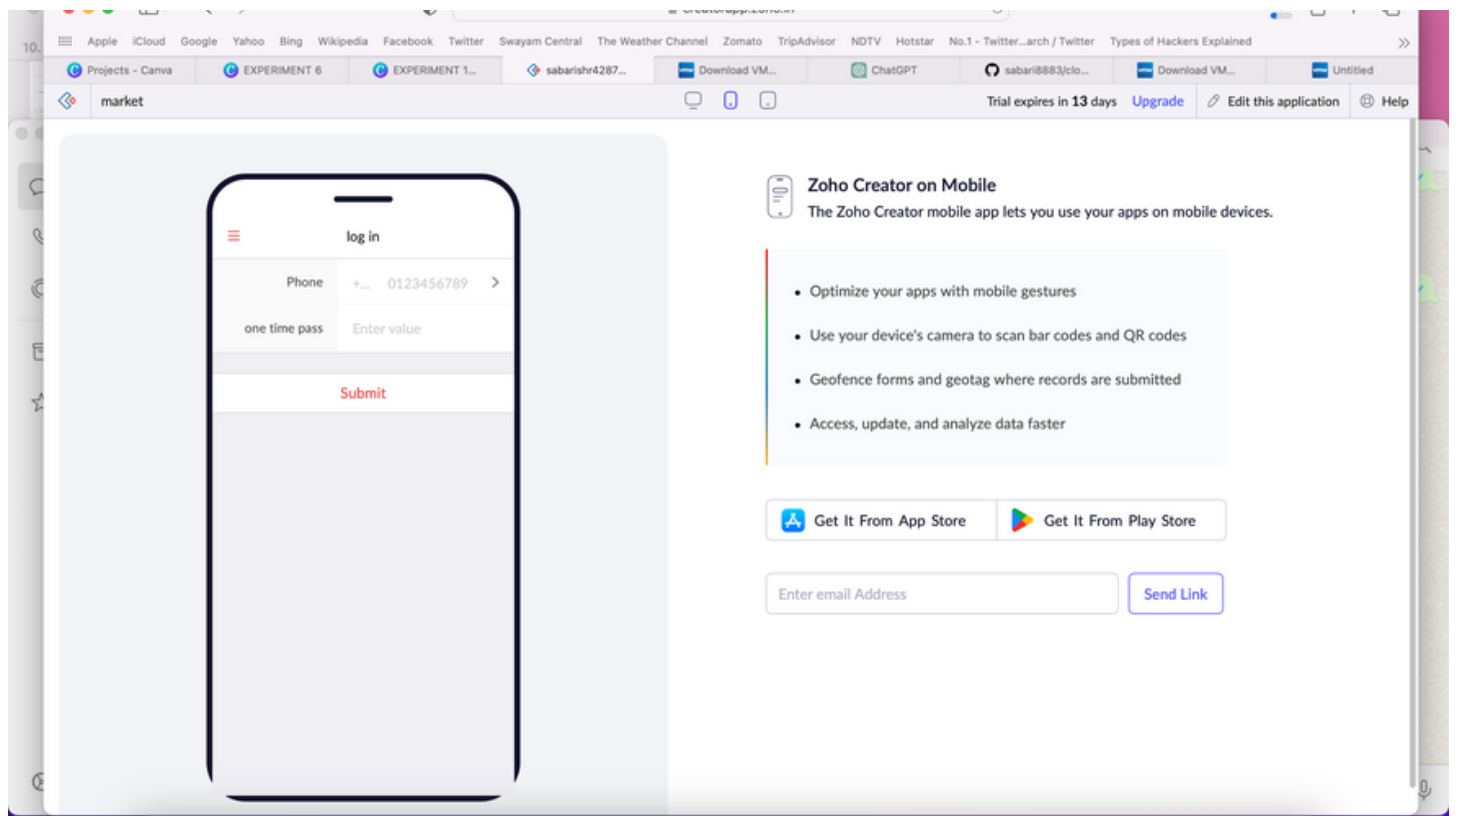 10.
Apple iCloud Google Yahoo Bing Wikipedia Facebook Twitter Swayam Central The Weather Channel Zomato TripAdvisor NDTV Hotstar No.1 - Twitter...arch / Twitter Types of Hackers Explained
Projects - Canva EXPERIMENT 6 EXPERIMENT 1... sabarishr4287... Download VM... ChatGPT sabari8883/clo... Download VM... Untitled
market Trial expires in 13 days Upgrade Edit this application Help
log in
Phone +... 0123456789
one time pass Enter value
Submit
Zoho Creator on Mobile
The Zoho Creator mobile app lets you use your apps on mobile devices.
• Optimize your apps with mobile gestures
• Use your device's camera to scan bar codes and QR codes
• Geofence forms and geotag where records are submitted
• Access, update, and analyze data faster
Get It From App Store Get It From Play Store
Enter email Address Send Link